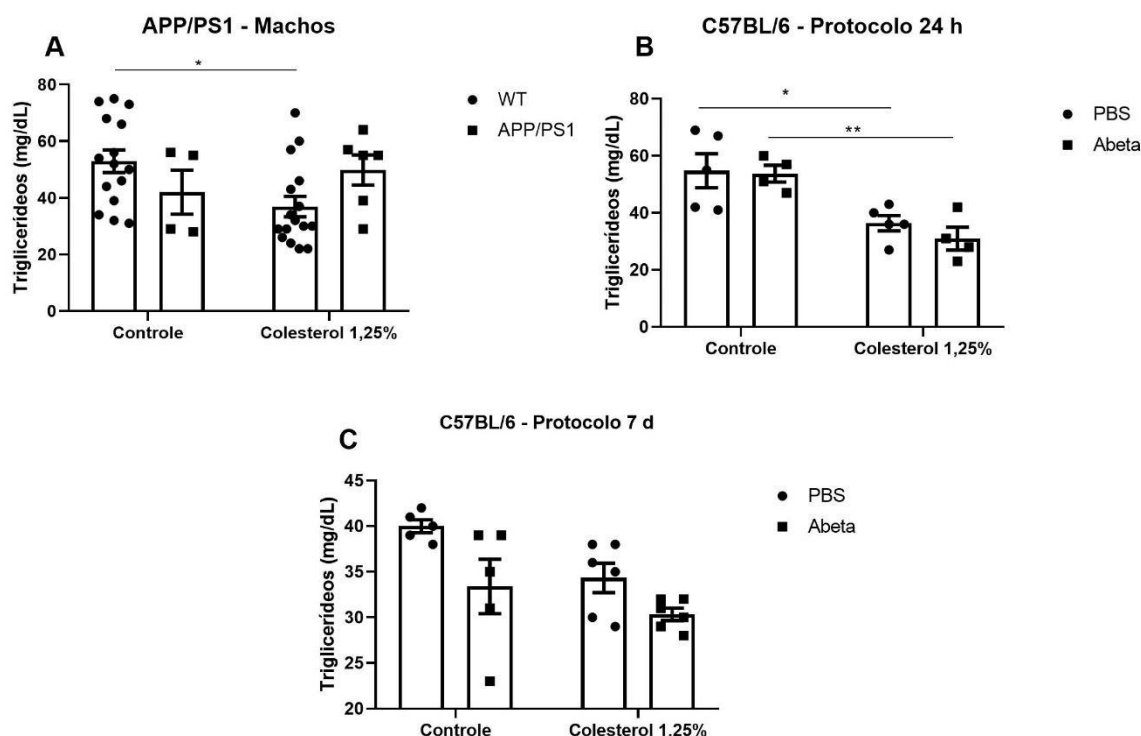 A
APP/PS1 - Machos
*
Triglicerídeos (mg/dL)
80
60
40
20
0
Controle
Colesterol 1,25%
WT
APP/PS1
B
C57BL/6 - Protocolo 24 h
*
**
Triglicerídeos (mg/dL)
80
60
40
20
0
Controle
Colesterol 1,25%
PBS
Abeta
C
C57BL/6 - Protocolo 7 d
Triglicerídeos (mg/dL)
45
40
35
30
25
20
Controle
Colesterol 1,25%
PBS
Abeta